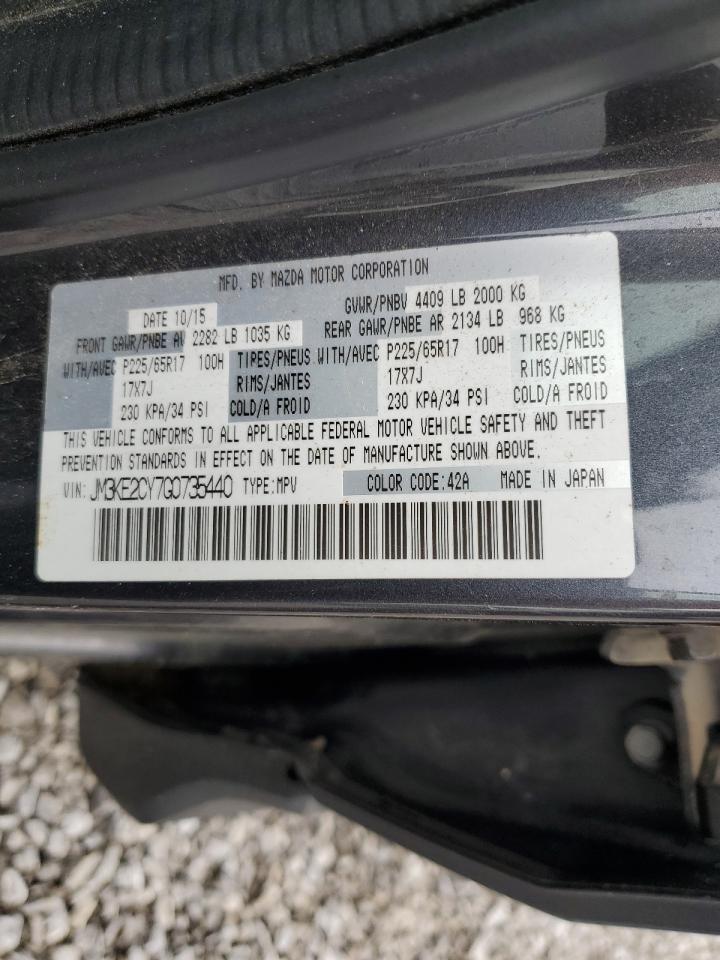 MFD. BY MAZDA MOTOR CORPORATION
DATE 10/15 GVWR/PNBV 4409 LB 2000 KG
FRONT GAWR/PNBE AV 2282 LB 1035 KG REAR GAWR/PNBE AR 2134 LB 968 KG
WITH/AVEC P225/65R17 100H TIRES/PNEUS WITH/AVEC P225/65R17 100H TIRES/PNEUS
17X7J RIMS/JANTES 17X7J RIMS/JANTES
230 KPA/34 PSI COLD/A FROID 230 KPA/34 PSI COLD/A FROID
THIS VEHICLE CONFORMS TO ALL APPLICABLE FEDERAL MOTOR VEHICLE SAFETY AND THEFT
PREVENTION STANDARDS IN EFFECT ON THE DATE OF MANUFACTURE SHOWN ABOVE.
VIN: JM3KE2CY7G0735440 TYPE:MPV COLOR CODE:42A MADE IN JAPAN